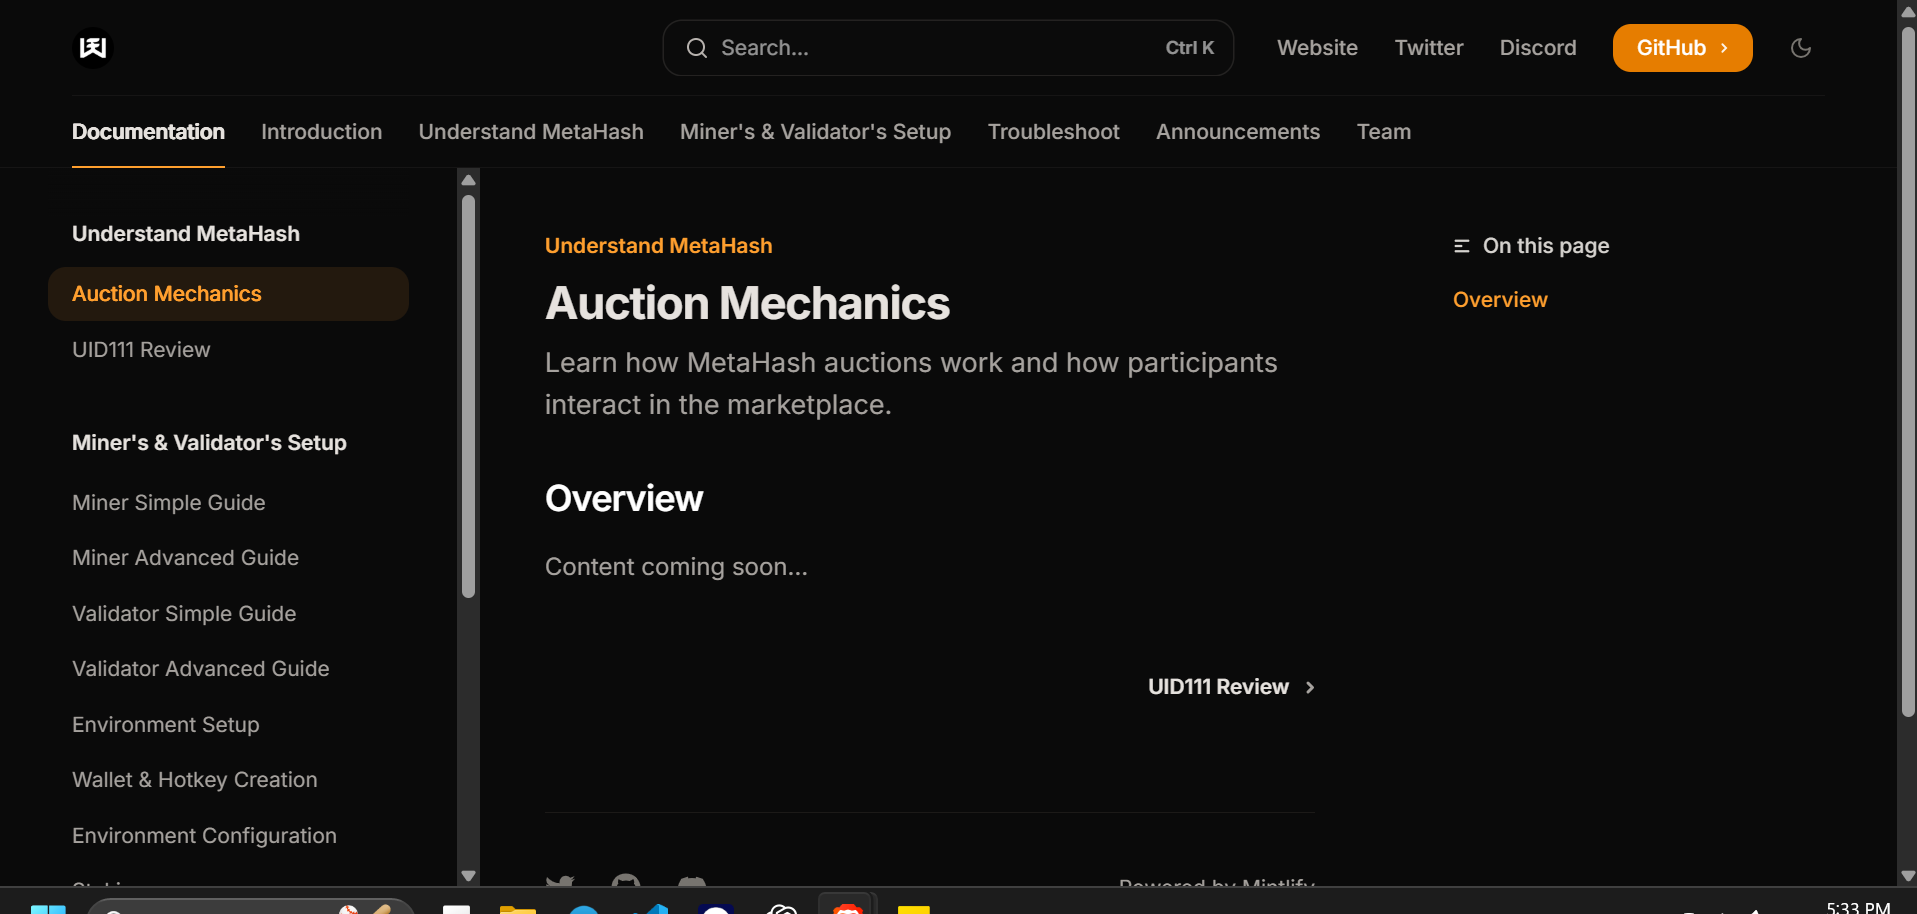 Search...
Ctrl K
Website
Twitter
Discord
GitHub
Documentation
Introduction
Understand MetaHash
Miner's & Validator's Setup
Troubleshoot
Announcements
Team
Understand MetaHash
Auction Mechanics
UID111 Review
Miner's & Validator's Setup
Miner Simple Guide
Miner Advanced Guide
Validator Simple Guide
Validator Advanced Guide
Environment Setup
Wallet & Hotkey Creation
Environment Configuration
Understand MetaHash
Auction Mechanics
Learn how MetaHash auctions work and how participants
interact in the marketplace.
Overview
Content coming soon...
UID111 Review
Powered by Mintlify
On this page
Overview
5:33 PM